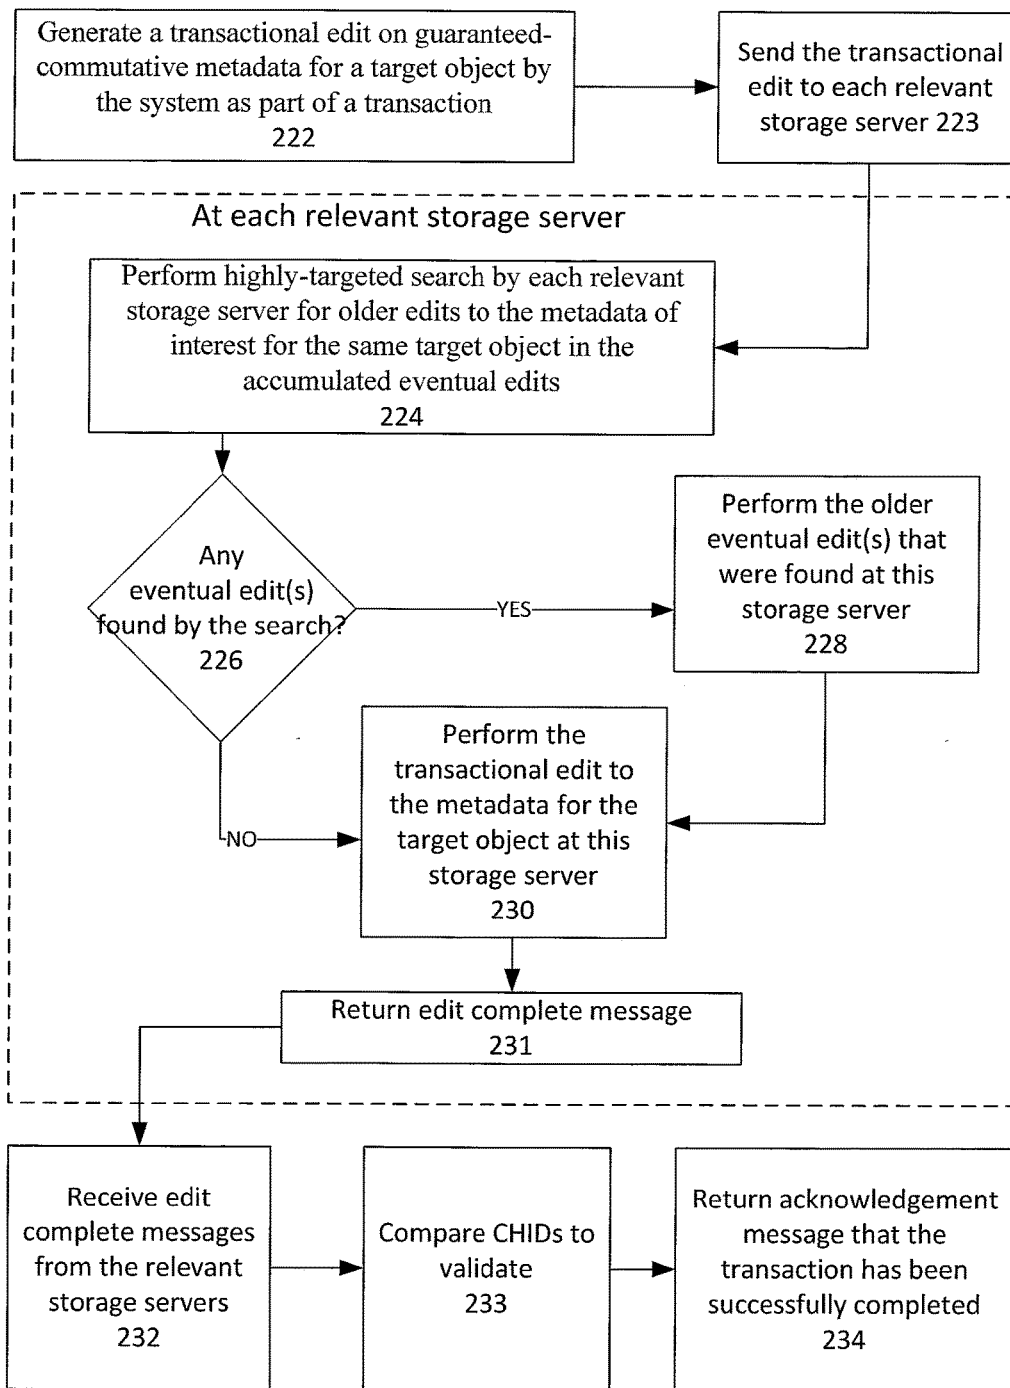 Generate a transactional edit on guaranteed-
commutative metadata for a target object by
the system as part of a transaction
222
Send the transactional
edit to each relevant
storage server 223
At each relevant storage server
Perform highly-targeted search by each relevant
storage server for older edits to the metadata of
interest for the same target object in the
accumulated eventual edits
224
Any
eventual edit(s)
found by the search?
226
YES
Perform the older
eventual edit(s) that
were found at this
storage server
228
NO
Perform the
transactional edit to
the metadata for the
target object at this
storage server
230
Return edit complete message
231
Receive edit
complete messages
from the relevant
storage servers
232
Compare CHIDs to
validate
233
Return acknowledgement
message that the
transaction has been
successfully completed
234